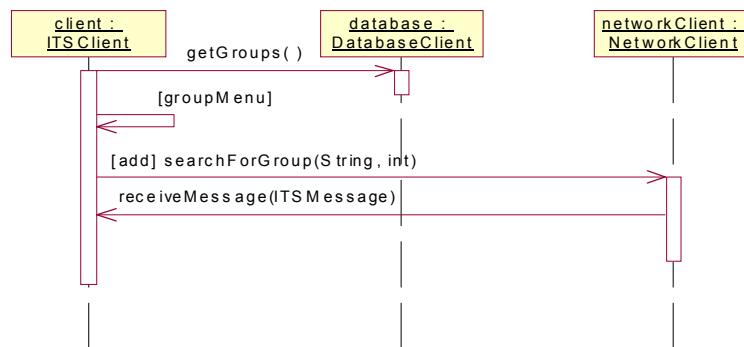 client :
ITSClient
database :
DatabaseClient
networkClient :
NetworkClient
getGroups( )
[groupMenu]
[add] searchForGroup(String, int)
receiveMessage(ITSMessage)